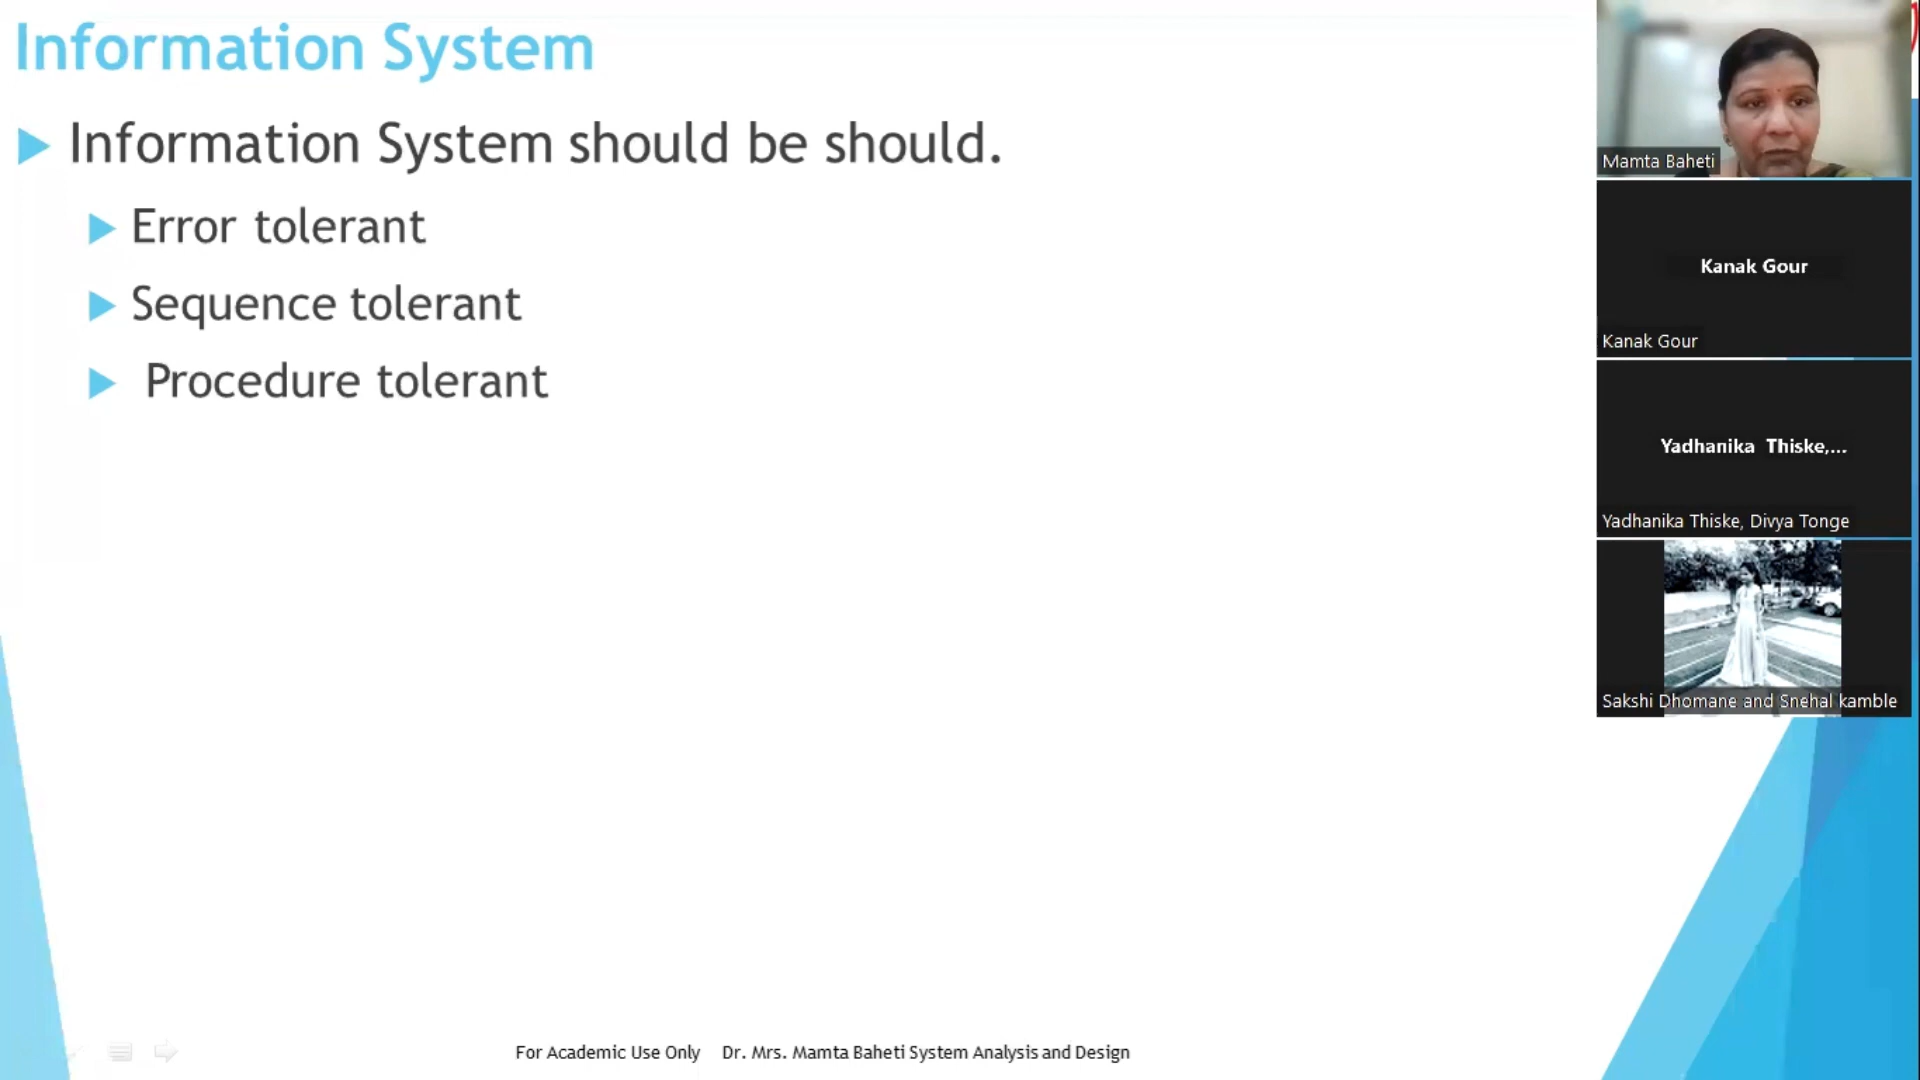 Information System
Information System should be should.
Error tolerant
Sequence tolerant
Procedure tolerant
For Academic Use Only Dr. Mrs. Mamta Baheti System Analysis and Design
Mamta Baheti
Kanak Gour
Kanak Gour
Yadhanika Thiske,...
Yadhanika Thiske, Divya Tonge
Sakshi Dhomane and Snehal kamble